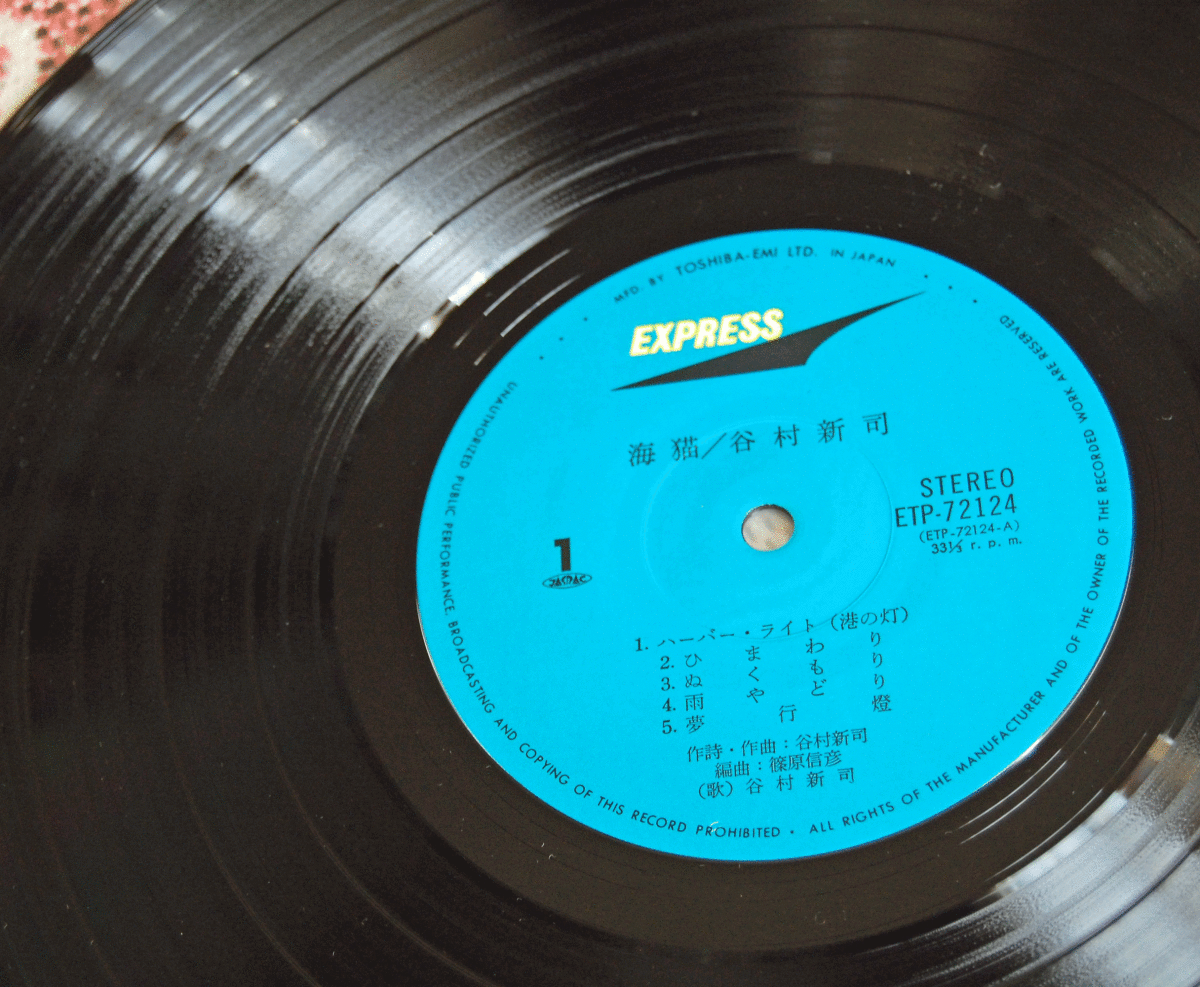 MFD. BY TOSHIBA-EMI LTD. IN JAPAN
EXPRESS
海猫/谷村新司
STEREO
ETP-72124
(ETP-72124-A)
33⅓ r. p. m.
1
JASRAC
1. ハーバー・ライト(港の灯)
2. ひまわり
3. ぬくもり
4. 雨やどり
5. 夢行燈
作詩・作曲:谷村新司
編曲:篠原信彦
(歌)谷村新司
UNAUTHORIZED PUBLIC PERFORMANCE, BROADCASTING AND COPYING OF THIS RECORD PROHIBITED · ALL RIGHTS OF THE MANUFACTURER AND OF THE OWNER OF THE RECORDED WORK ARE RESERVED